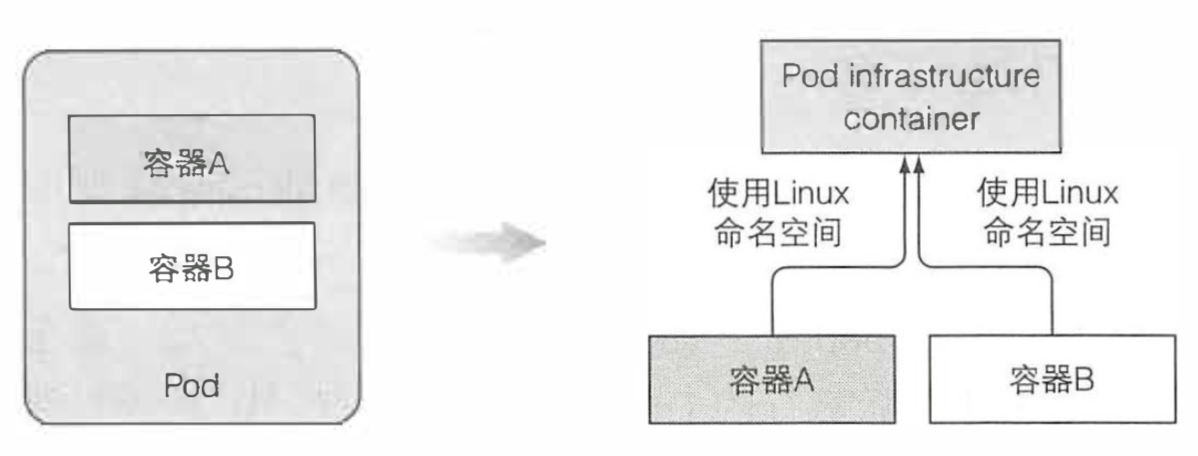 容器A
容器B
Pod
Pod infrastructure
container
使用Linux
命名空间
使用Linux
命名空间
容器A
容器B